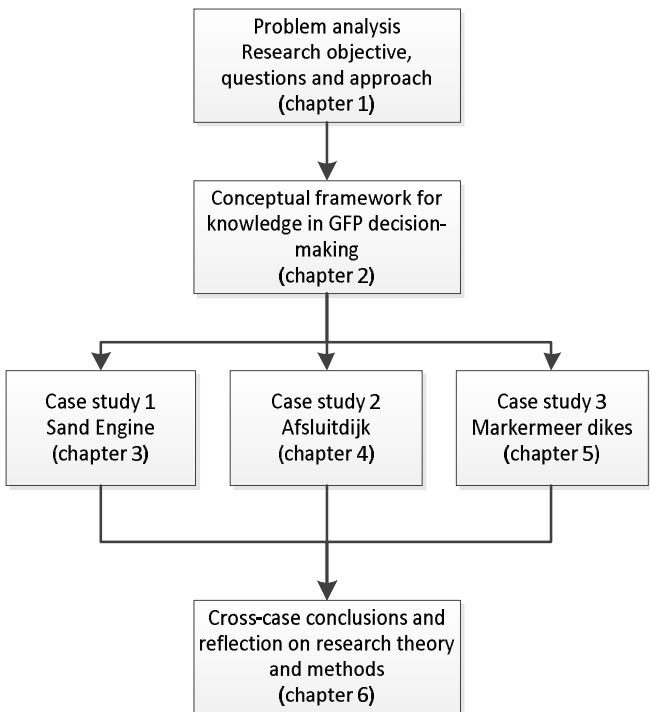 Problem analysis
Research objective,
questions and approach
(chapter 1)
Conceptual framework for
knowledge in GFP decision-
making
(chapter 2)
Case study 1
Sand Engine
(chapter 3)
Case study 2
Afsluitdijk
(chapter 4)
Case study 3
Markermeer dikes
(chapter 5)
Cross-case conclusions and
reflection on research theory
and methods
(chapter 6)